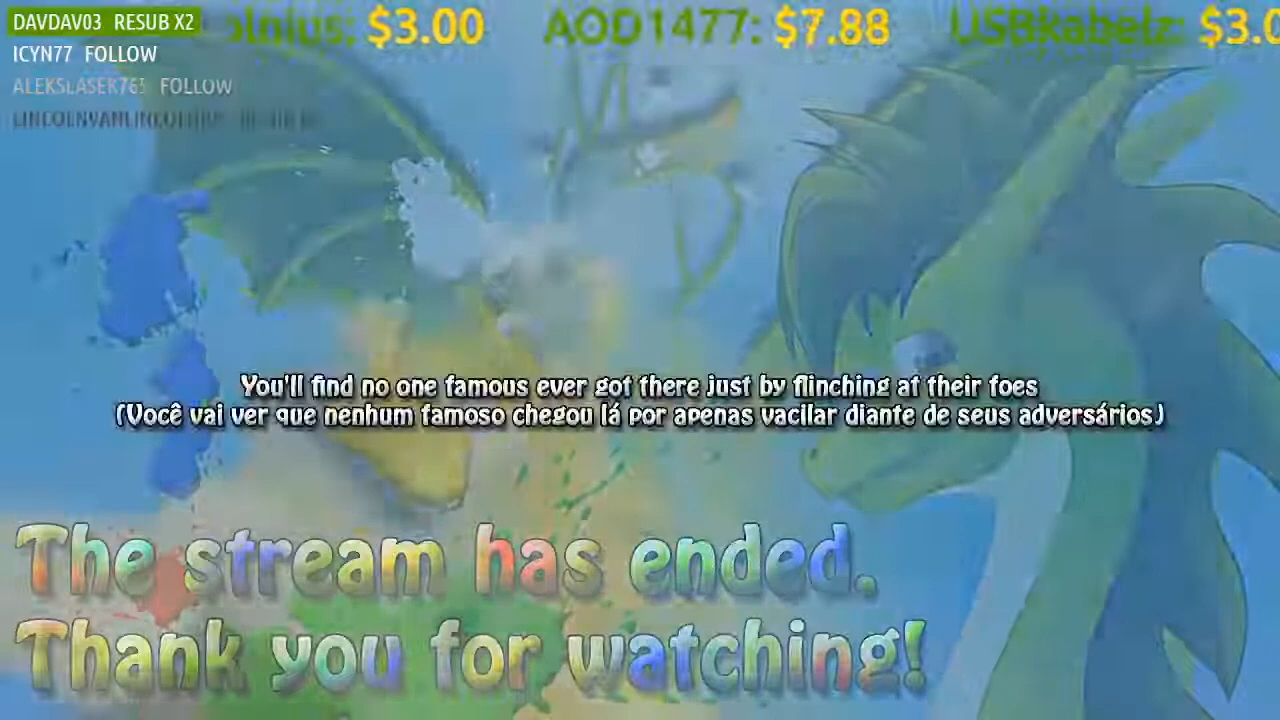 DAVDAV03 RESUB X2
olnius: $3.00 AOD1477: $7.88 USBkabelz: $3.0
ICYN77 FOLLOW
FOLLOW
You'll find no one famous ever got there just by flinching at their foes
(Você vai ver que nenhum famoso chegou lá por apenas vacilar diante de seus adversários)
The stream has ended.
Thank you for watching!